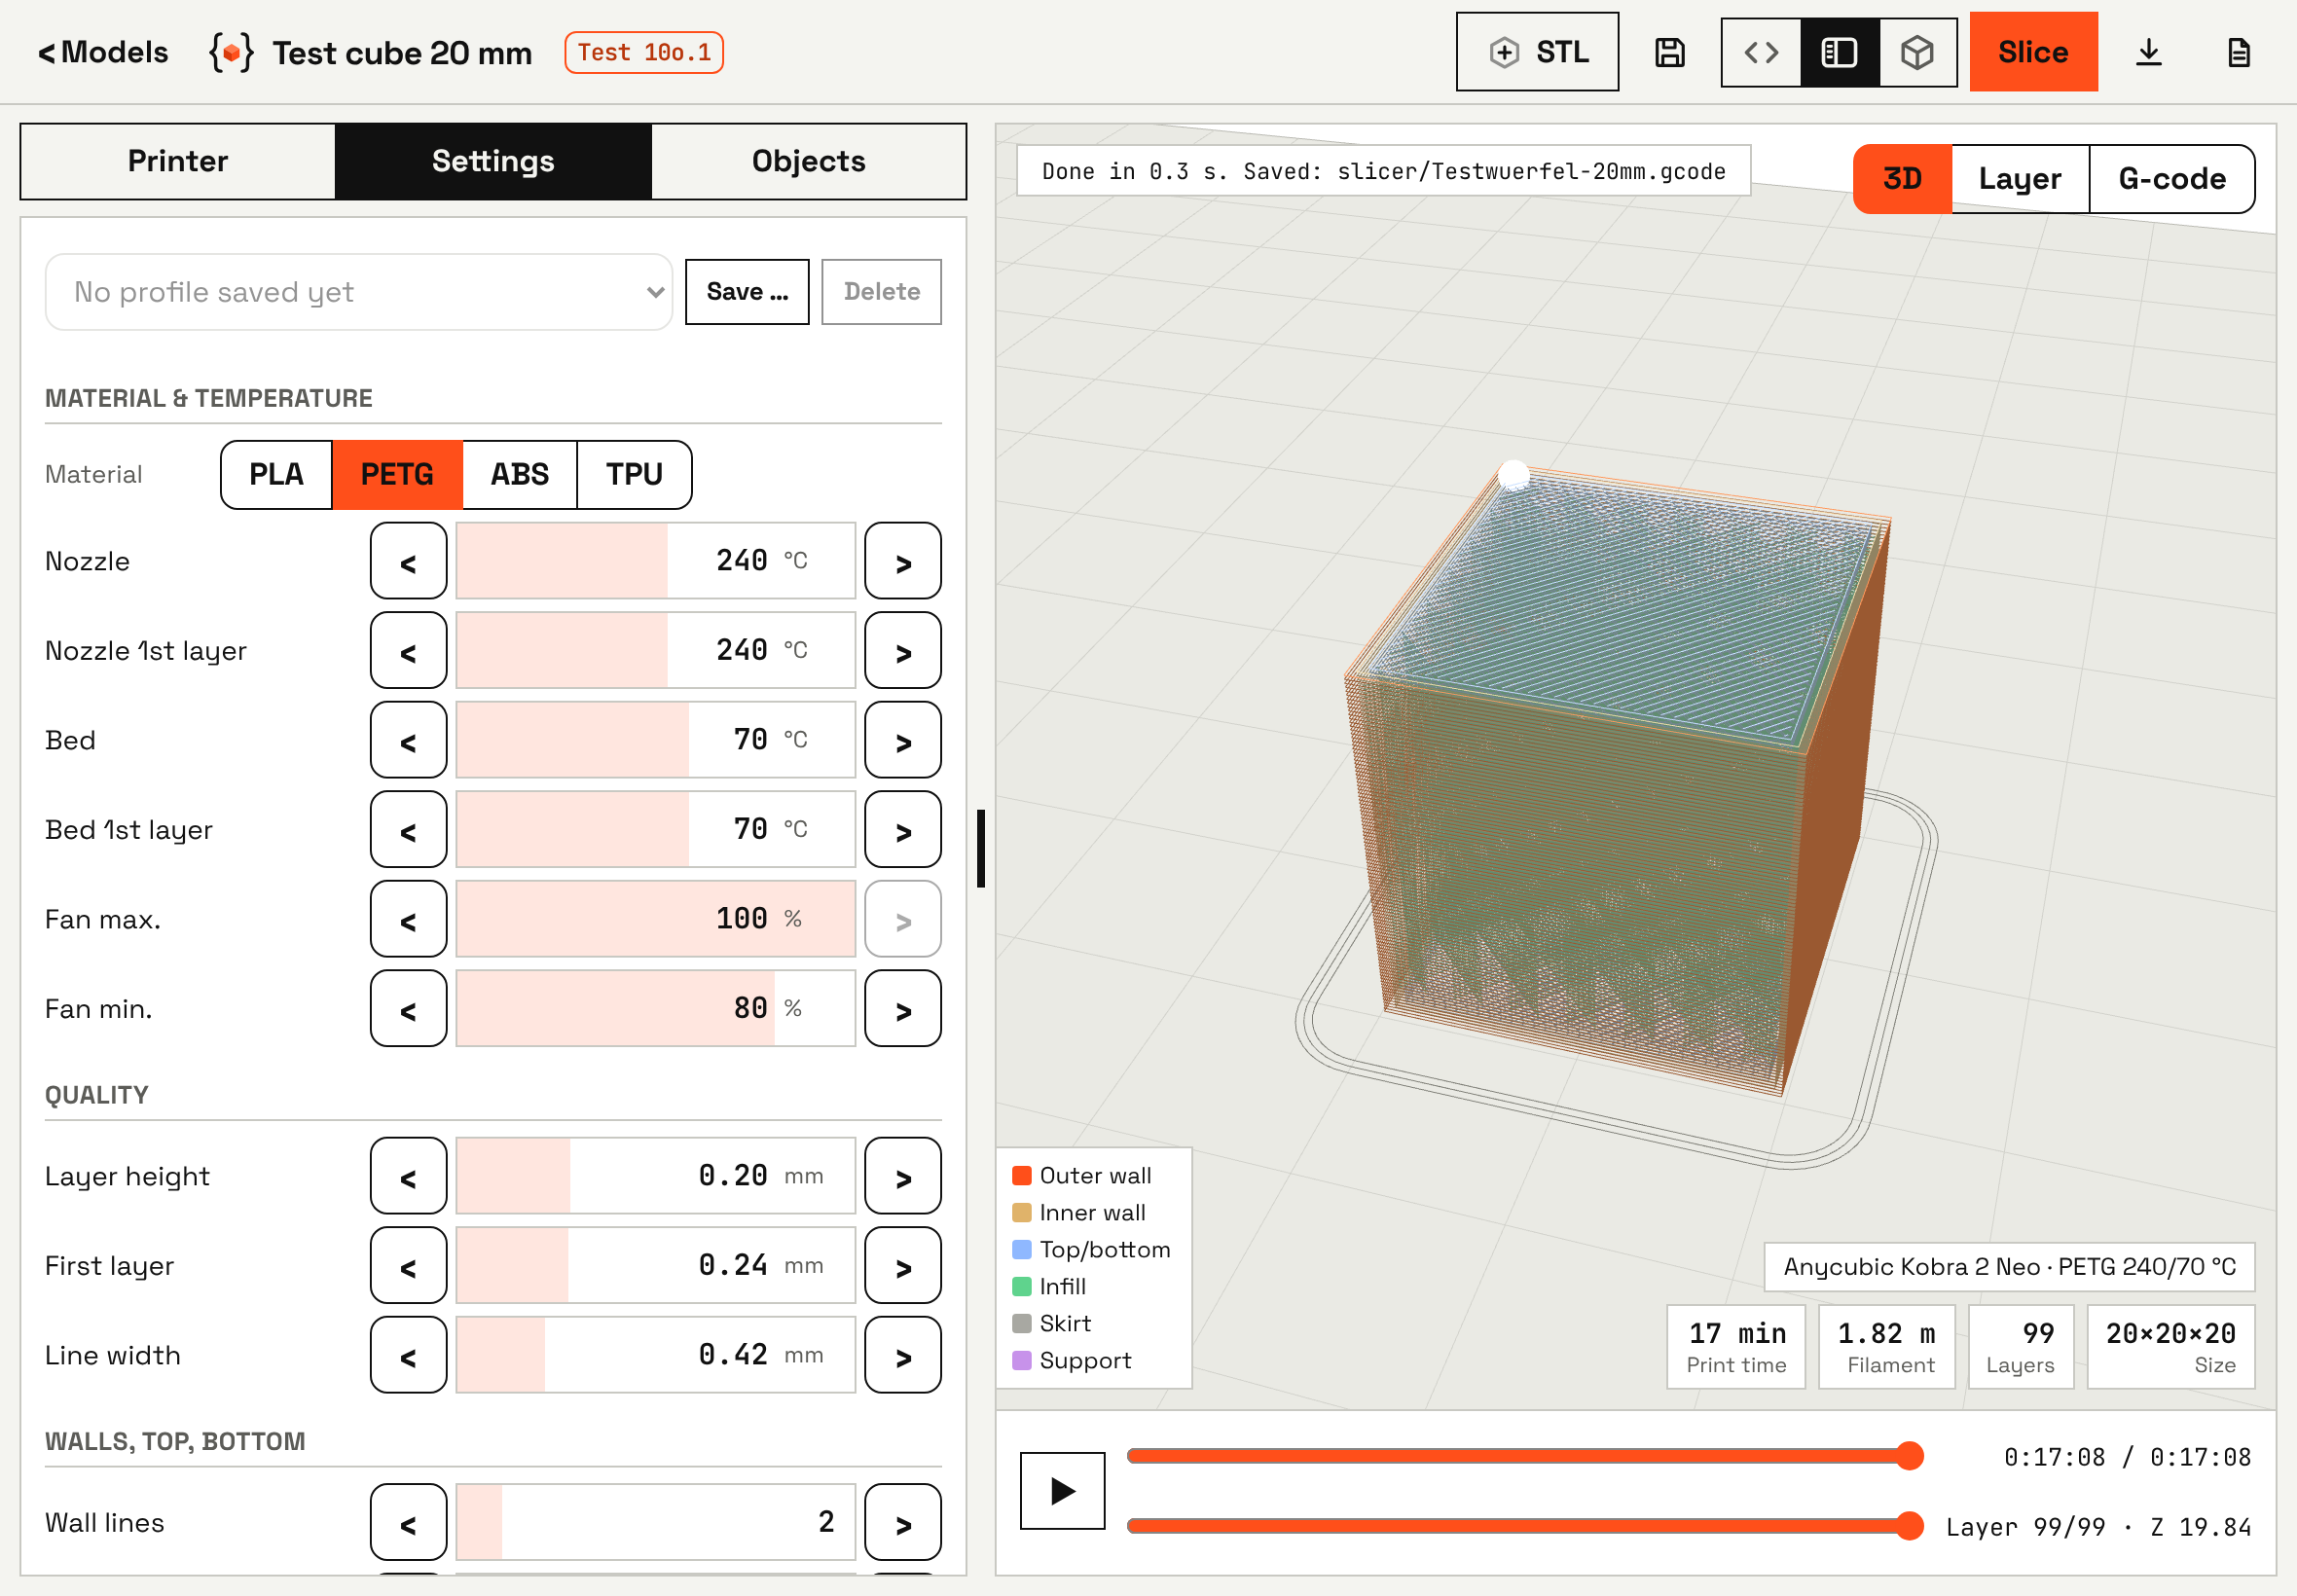 < Models
Test cube 20 mm
Test 10o.1
STL
Slice
Printer
Settings
Objects
No profile saved yet
Save ...
Delete
MATERIAL & TEMPERATURE
Material
PLA
PETG
ABS
TPU
Nozzle
< 240 °C >
Nozzle 1st layer
< 240 °C >
Bed
< 70 °C >
Bed 1st layer
< 70 °C >
Fan max.
< 100 % >
Fan min.
< 80 % >
QUALITY
Layer height
< 0.20 mm >
First layer
< 0.24 mm >
Line width
< 0.42 mm >
WALLS, TOP, BOTTOM
Wall lines
< 2 >
Done in 0.3 s. Saved: slicer/Testwuerfel-20mm.gcode
3D
Layer
G-code
Outer wall
Inner wall
Top/bottom
Infill
Skirt
Support
Anycubic Kobra 2 Neo · PETG 240/70 °C
17 min
Print time
1.82 m
Filament
99
Layers
20×20×20
Size
0:17:08 / 0:17:08
Layer 99/99 · Z 19.84